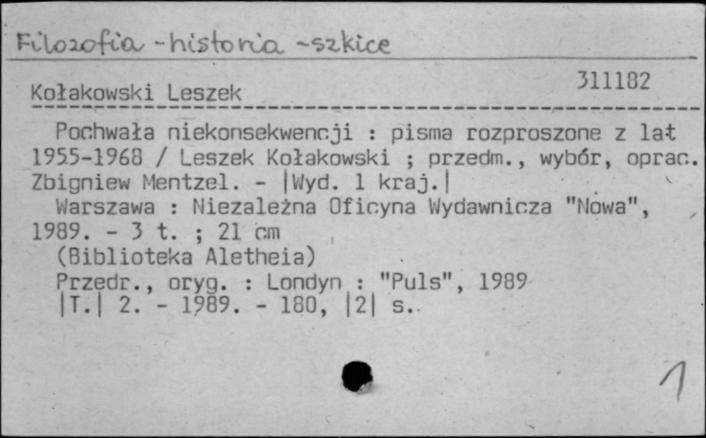 Filozofia - historia - szkice
311182
Kołakowski Leszek
Pochwała niekonsekwencji : pisma rozproszone z lat
1955-1968 / Leszek Kołakowski ; przedm., wybór, oprac.
Zbigniew Mentzel. - |Wyd. 1 kraj.|
Warszawa : Niezależna Oficyna Wydawnicza "Nowa",
1989. - 3 t. ; 21 cm
(Biblioteka Aletheia)
Przedr., oryg. : Londyn : "Puls", 1989
|T.| 2. - 1989. - 180, |2| s.
1